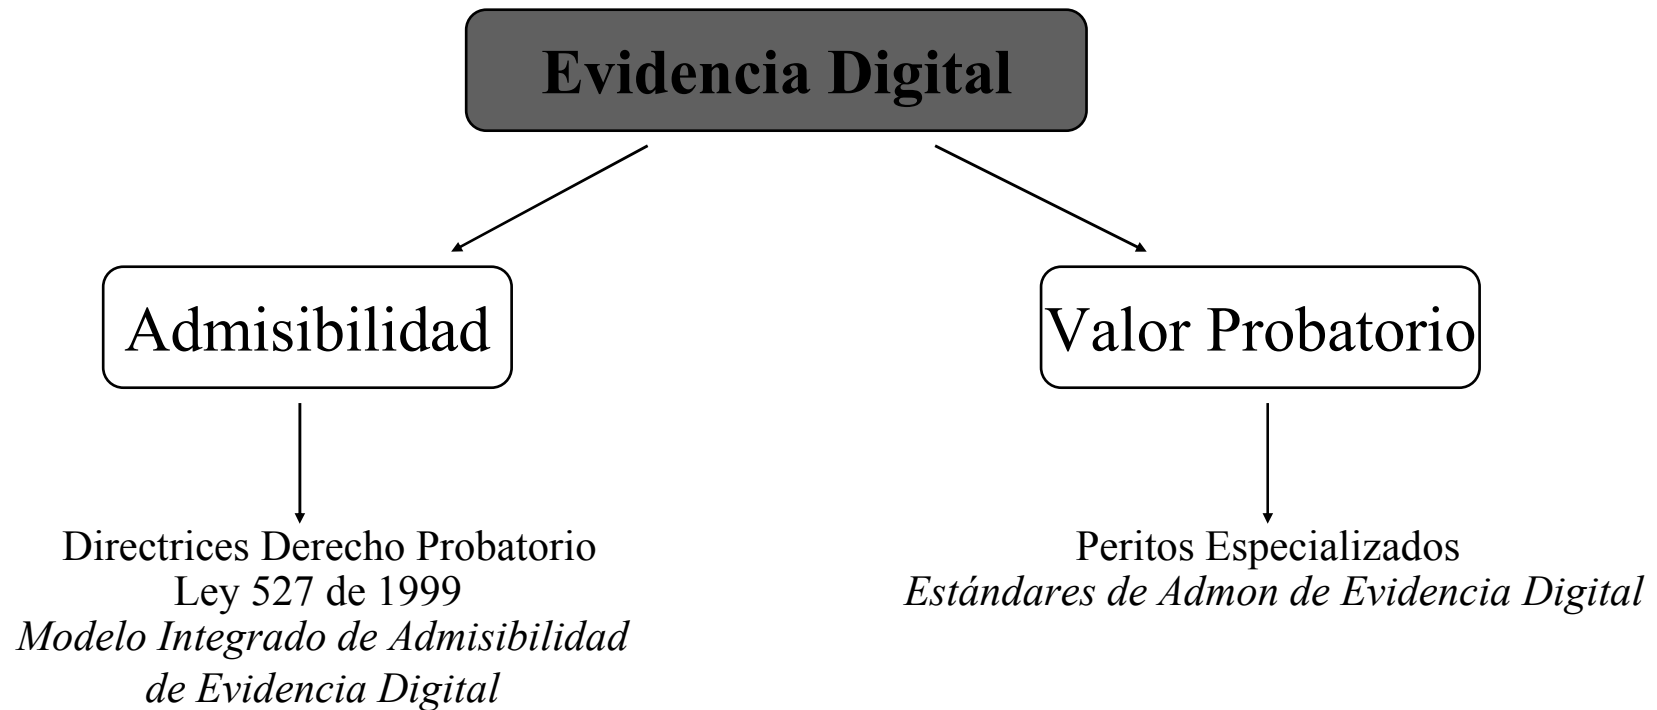 Evidencia Digital
Admisibilidad
Valor Probatorio
Directrices Derecho Probatorio
Ley 527 de 1999
Modelo Integrado de Admisibilidad
de Evidencia Digital
Peritos Especializados
Estándares de Admon de Evidencia Digital